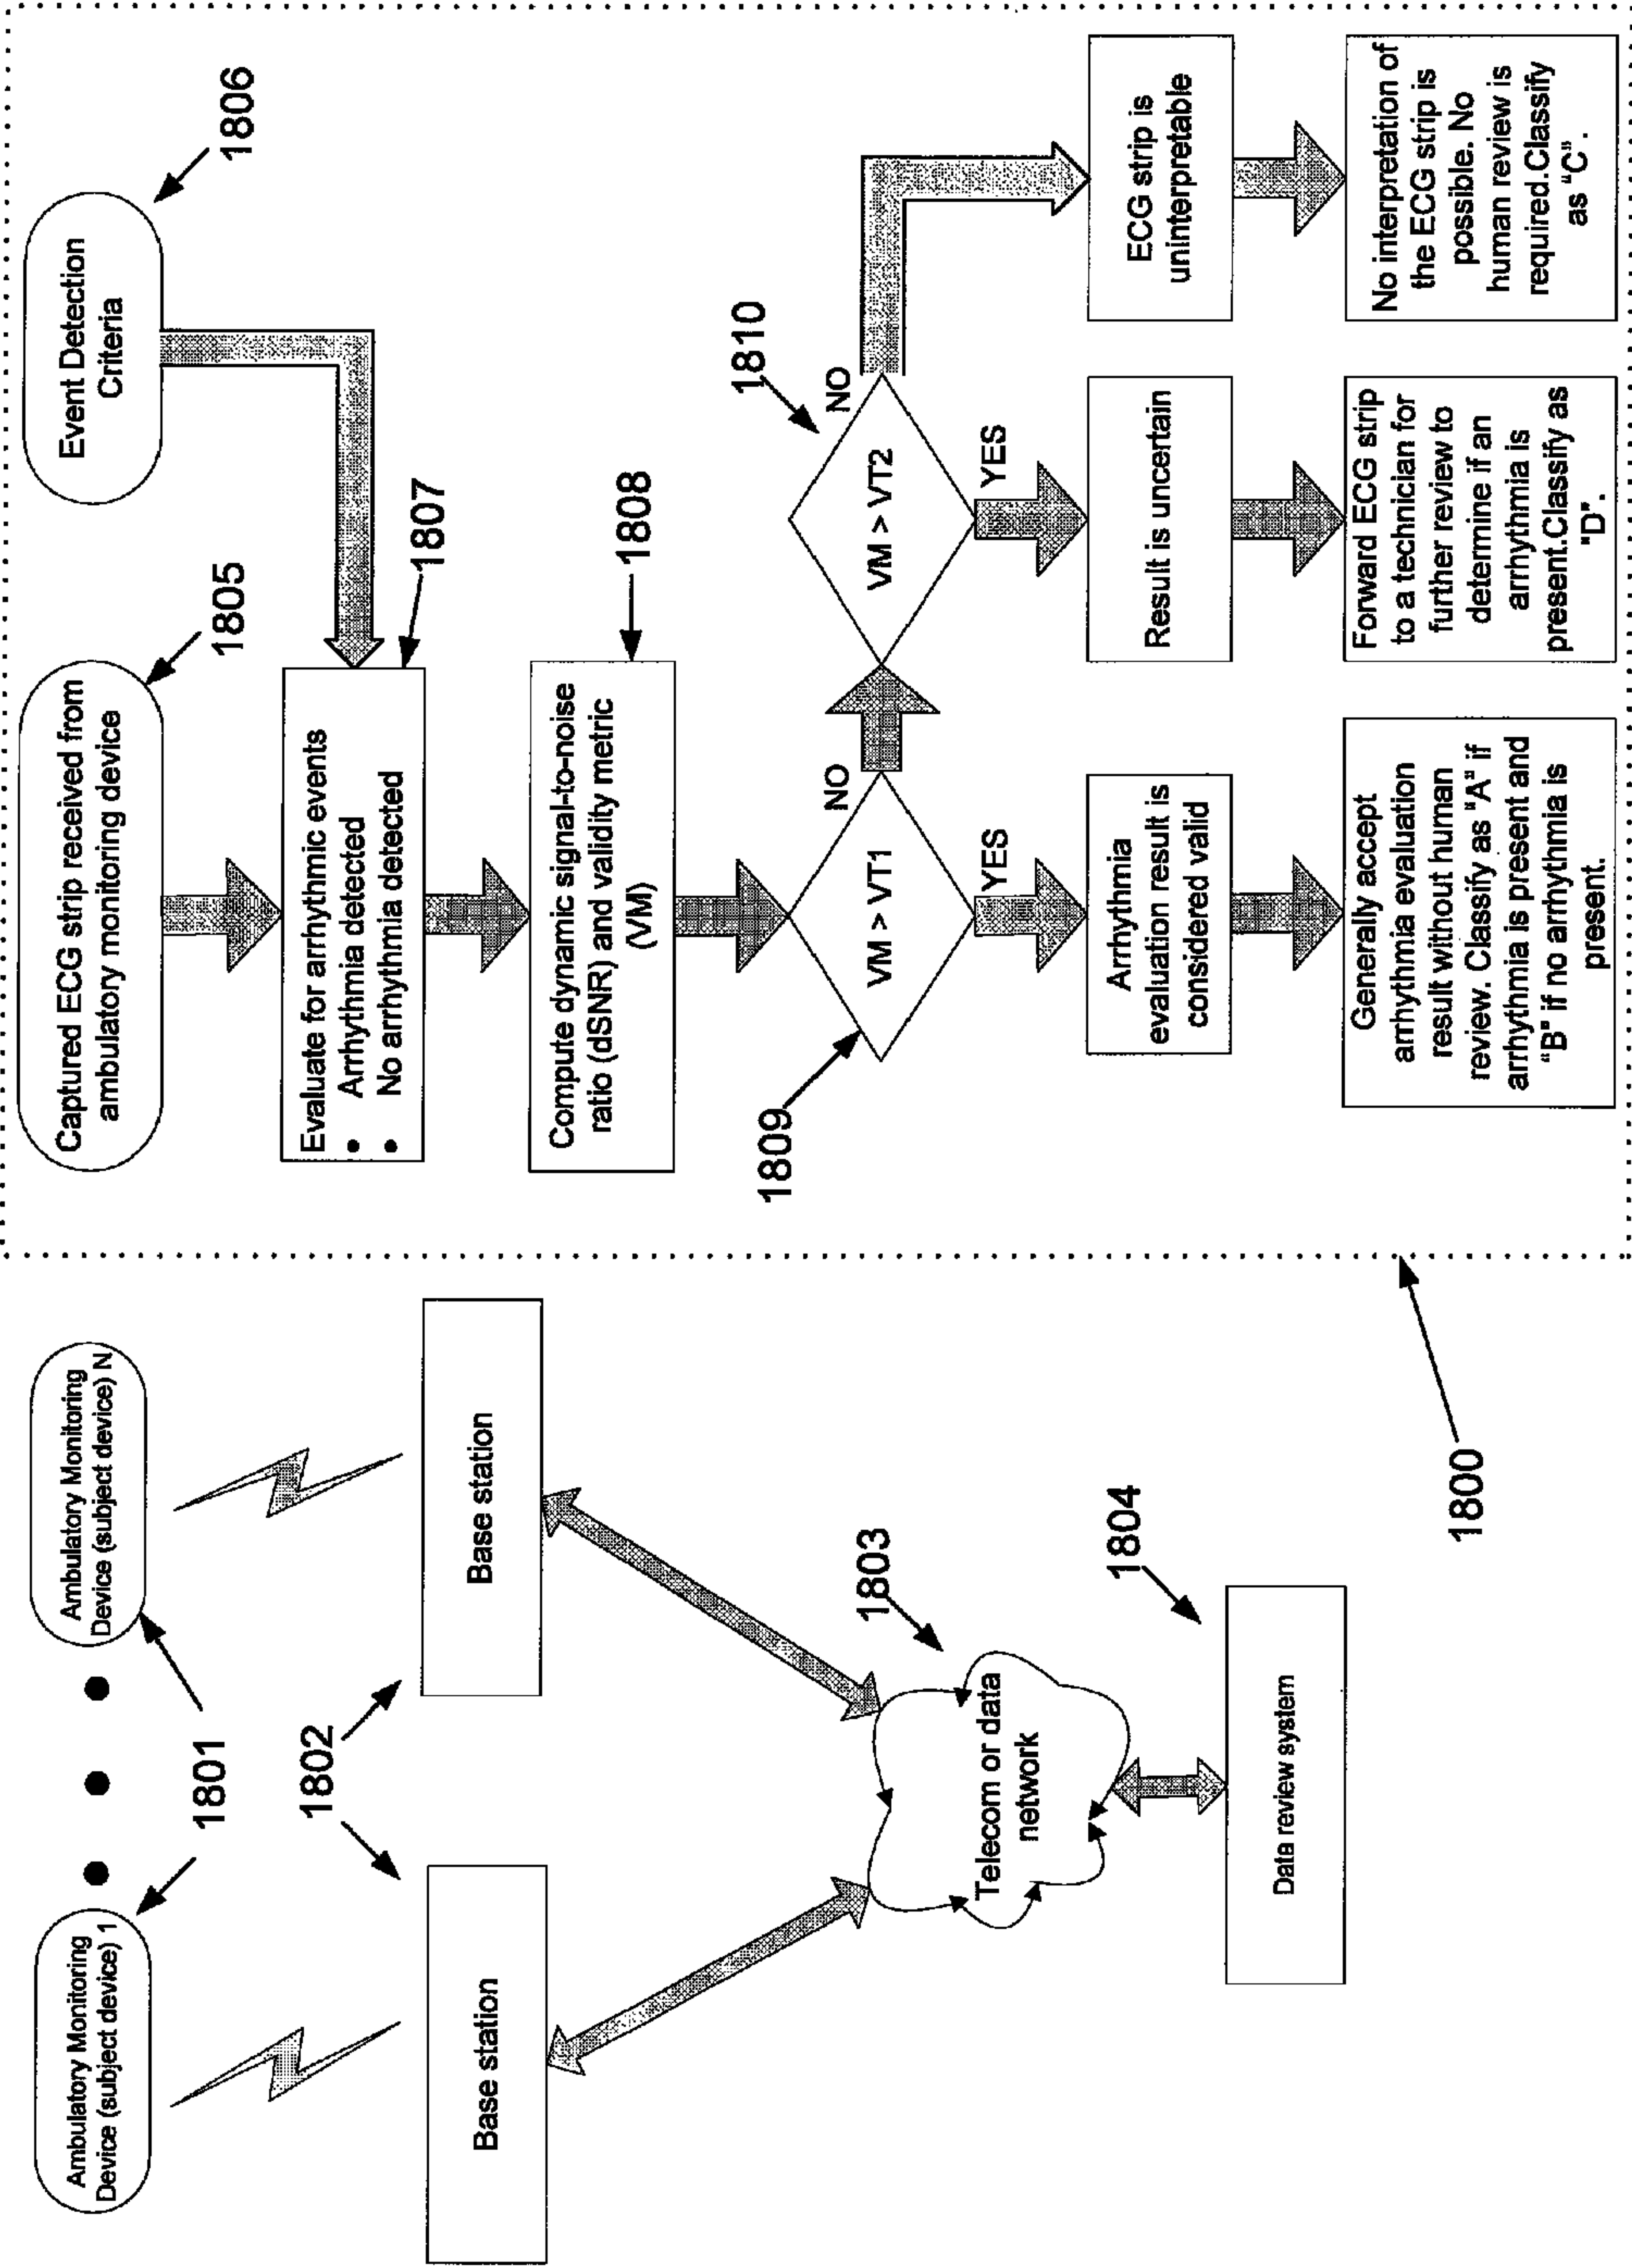 Ambulatory Monitoring
Device (subject device) 1
Ambulatory Monitoring
Device (subject device) N
1801
1802
Base station
Base station
1803
Telecom or data
network
1804
Data review system
1800
Captured ECG strip received from
ambulatory monitoring device
1805
Event Detection
Criteria
1806
Evaluate for arrhythmic events
• Arrhythmia detected
• No arrhythmia detected
1807
Compute dynamic signal-to-noise
ratio (dSNR) and validity metric
(VM)
1808
1809
VM > VT1
NO
YES
1810
VM > VT2
NO
YES
Arrhythmia
evaluation result is
considered valid
Result is uncertain
ECG strip is
uninterpretable
Generally accept
arrhythmia evaluation
result without human
review. Classify as "A" if
arrhythmia is present and
"B" if no arrhythmia is
present.
Forward ECG strip
to a technician for
further review to
determine if an
arrhythmia is
present.Classify as
"D".
No interpretation of
the ECG strip is
possible. No
human review is
required.Classify
as "C".